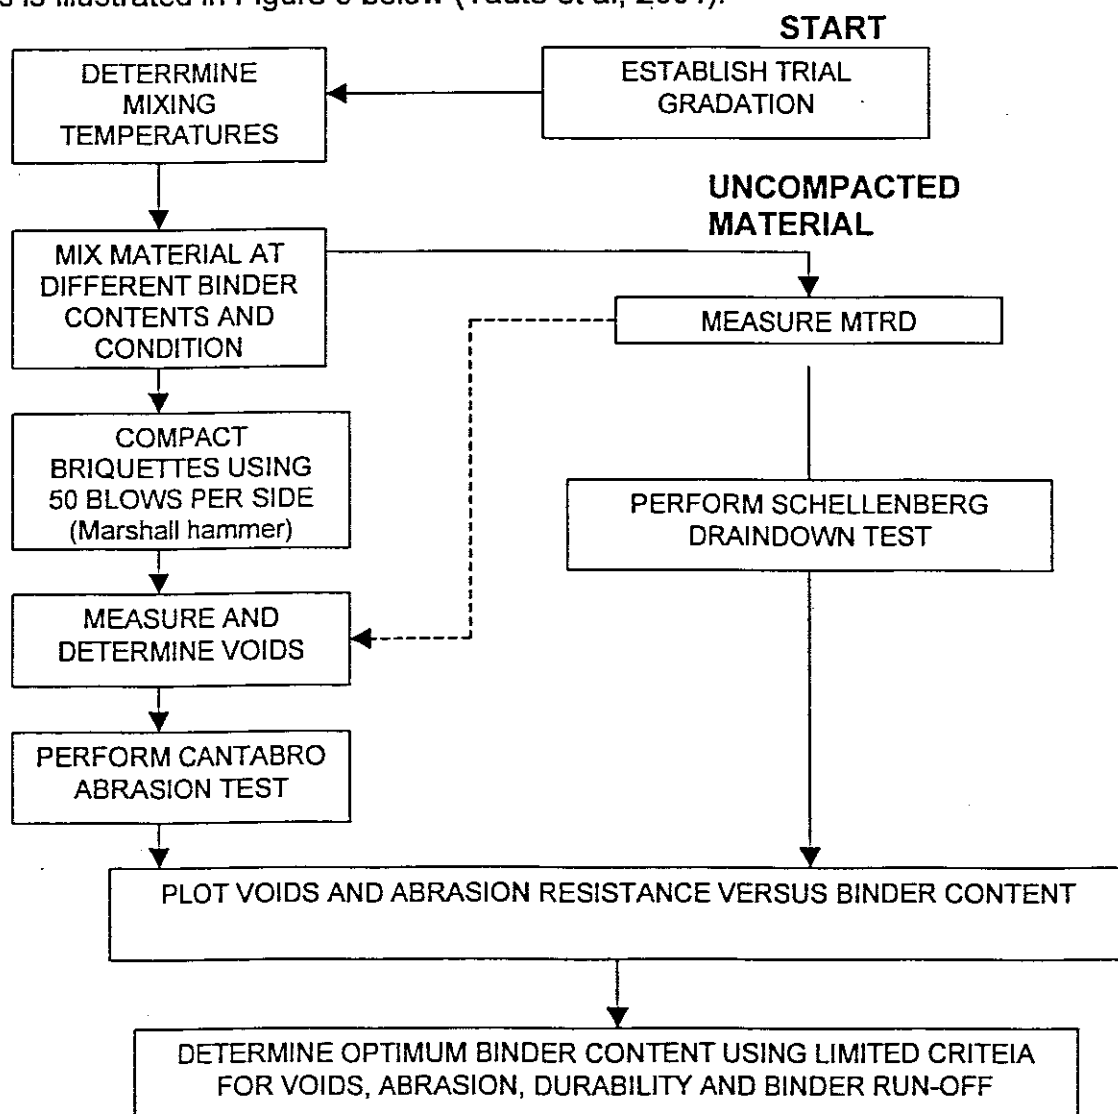 START
ESTABLISH TRIAL
GRADATION
DETERRMINE
MIXING
TEMPERATURES
UNCOMPACTED
MATERIAL
MIX MATERIAL AT
DIFFERENT BINDER
CONTENTS AND
CONDITION
MEASURE MTRD
COMPACT
BRIQUETTES USING
50 BLOWS PER SIDE
(Marshall hammer)
PERFORM SCHELLENBERG
DRAINDOWN TEST
MEASURE AND
DETERMINE VOIDS
PERFORM CANTABRO
ABRASION TEST
PLOT VOIDS AND ABRASION RESISTANCE VERSUS BINDER CONTENT
DETERMINE OPTIMUM BINDER CONTENT USING LIMITED CRITEIA
FOR VOIDS, ABRASION, DURABILITY AND BINDER RUN-OFF